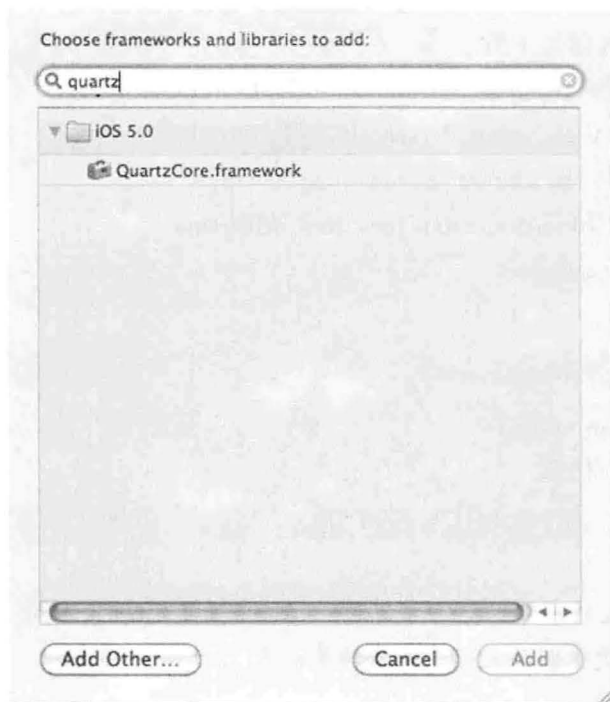 Choose frameworks and libraries to add:
quartz
iOS 5.0
QuartzCore.framework
Add Other...
Cancel
Add